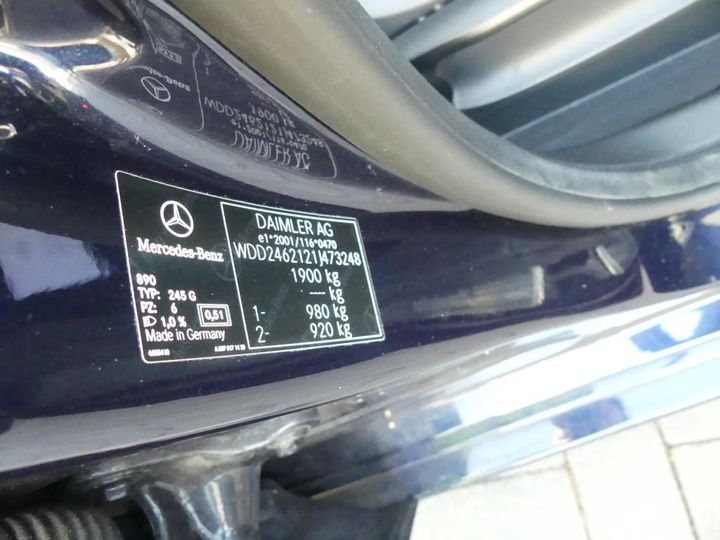 Mercedes-Benz
890
TYP: 245 G
PZ: 6
1,0 %
0,51
Made in Germany
DAIMLER AG
e1*2001/116*0470
WDD2462121J473248
1900 kg
---- kg
1- 980 kg
2- 920 kg